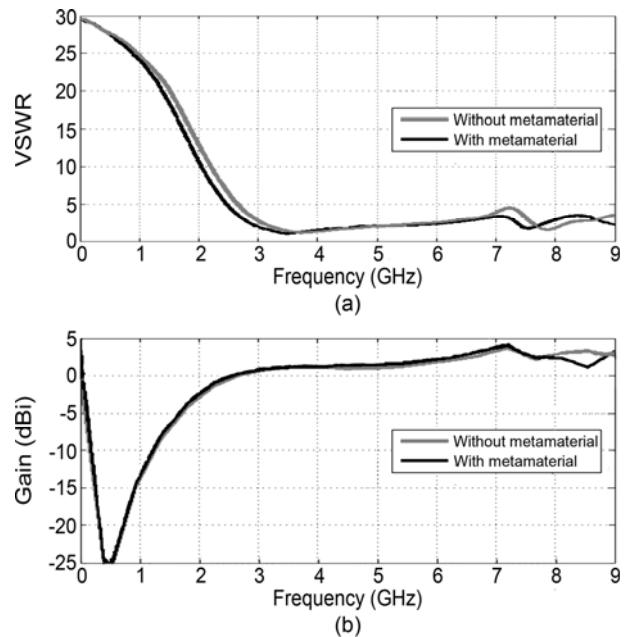 30
25
20
15
10
5
0
VSWR
Without metamaterial
With metamaterial
0 1 2 3 4 5 6 7 8 9
Frequency (GHz)
(a)
5
0
-5
-10
-15
-20
-25
Gain (dBi)
Without metamaterial
With metamaterial
0 1 2 3 4 5 6 7 8 9
Frequency (GHz)
(b)